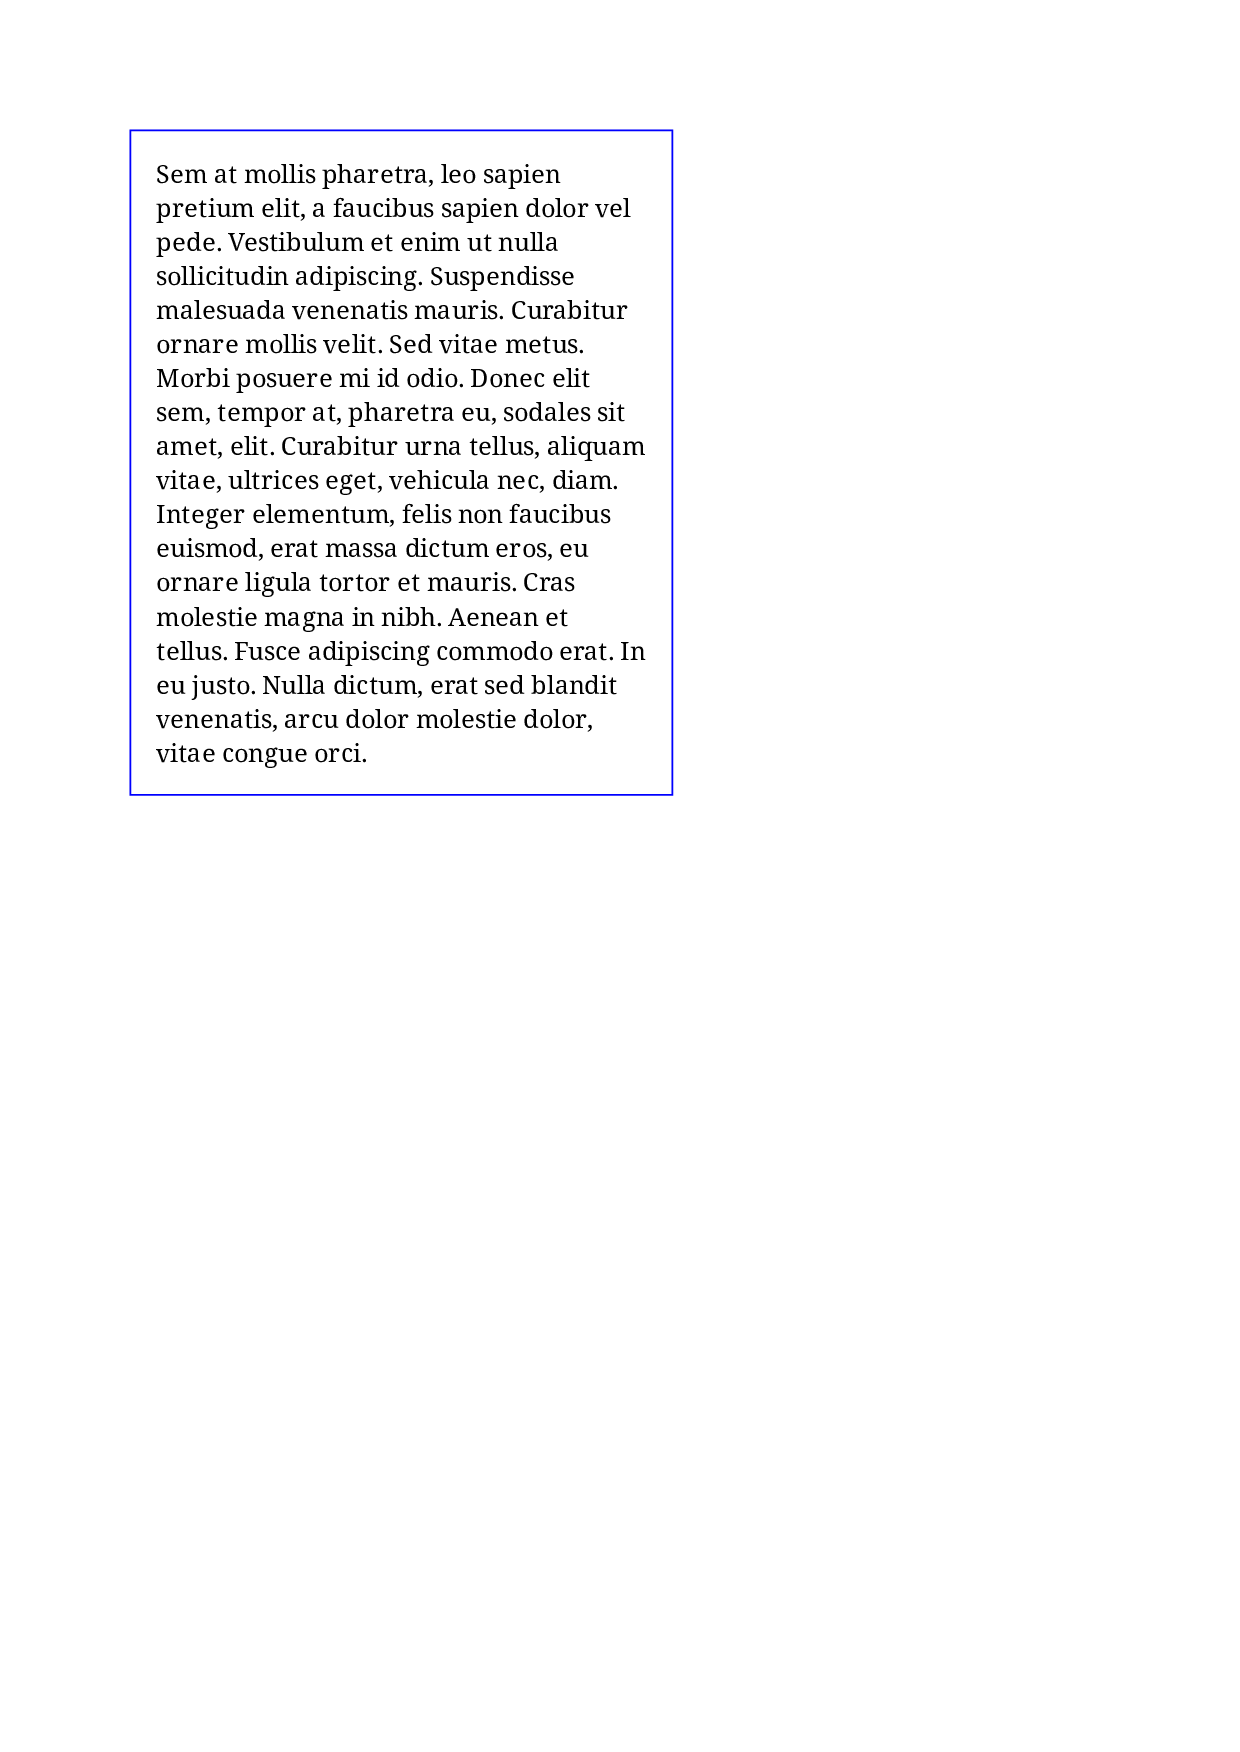 Sem at mollis pharetra, leo sapien
pretium elit, a faucibus sapien dolor vel
pede. Vestibulum et enim ut nulla
sollicitudin adipiscing. Suspendisse
malesuada venenatis mauris. Curabitur
ornare mollis velit. Sed vitae metus.
Morbi posuere mi id odio. Donec elit
sem, tempor at, pharetra eu, sodales sit
amet, elit. Curabitur urna tellus, aliquam
vitae, ultrices eget, vehicula nec, diam.
Integer elementum, felis non faucibus
euismod, erat massa dictum eros, eu
ornare ligula tortor et mauris. Cras
molestie magna in nibh. Aenean et
tellus. Fusce adipiscing commodo erat. In
eu justo. Nulla dictum, erat sed blandit
venenatis, arcu dolor molestie dolor,
vitae congue orci.